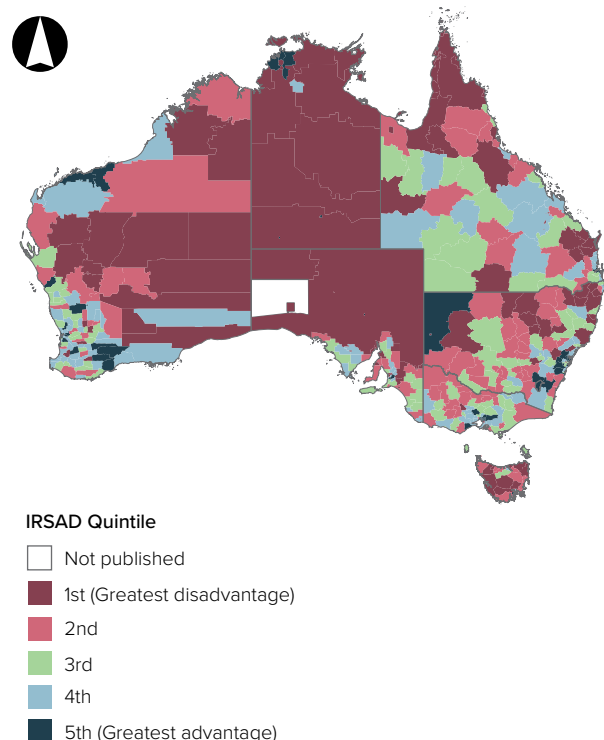 IRSAD Quintile
Not published
1st (Greatest disadvantage)
2nd
3rd
4th
5th (Greatest advantage)